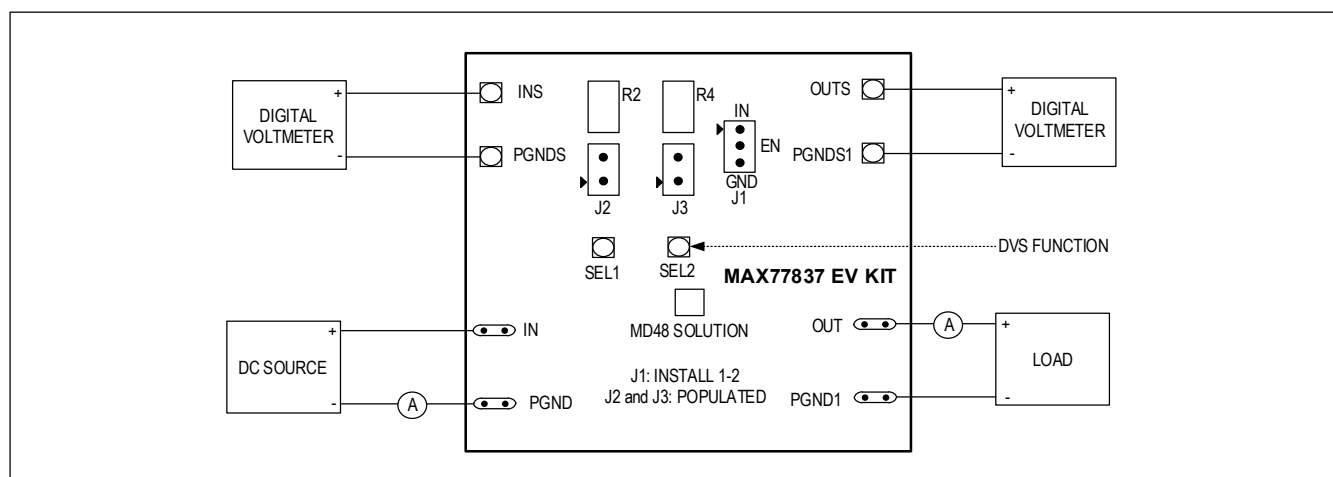 DIGITAL
VOLTMETER
+
-
INS
PGNDS
R2
R4
IN
EN
GND
J1
J2
J3
OUTS
PGNDS1
+
-
DIGITAL
VOLTMETER
SEL1
SEL2
DVS FUNCTION
MAX77837 EV KIT
MD48 SOLUTION
DC SOURCE
+
-
A
IN
PGND
J1: INSTALL 1-2
J2 and J3: POPULATED
OUT
PGND1
A
+
-
LOAD